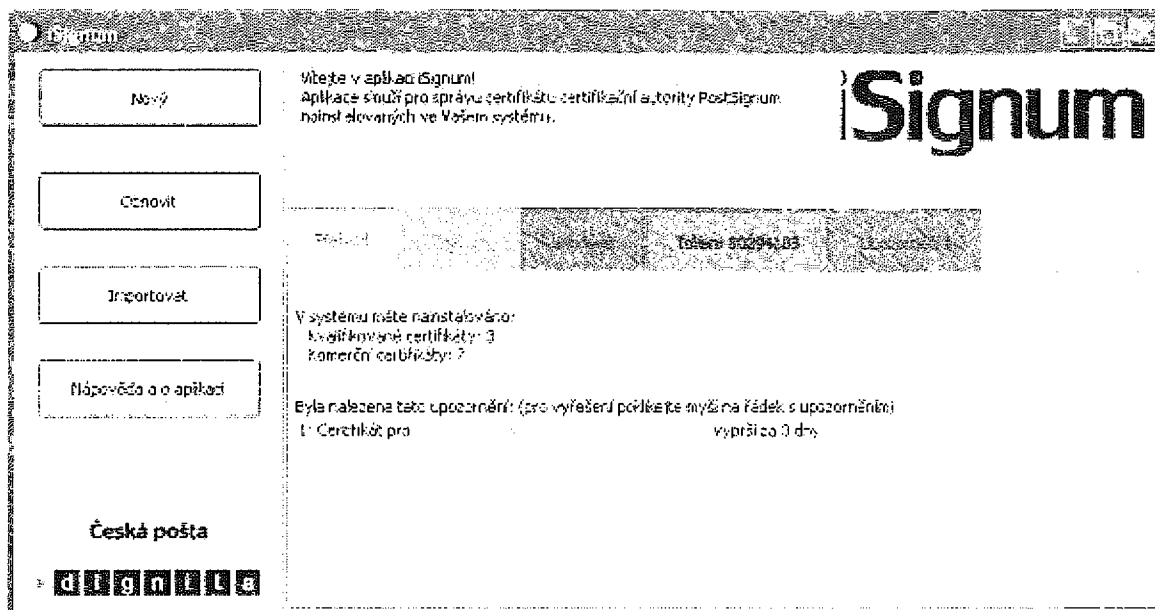 iSignum
Nový
Obnovit
Importovat
Nápověda a o aplikaci
Česká pošta
dignita
Vítejte v aplikaci iSignum!
Aplikace slouží pro správu certifikátů certifikační autority PostSignum
nainstalovaných ve Vašem systému.
iSignum
Token
V systému máte nainstalováno:
Kvalifikované certifikáty: 3
Komerční certifikáty:
Byla nalezena tato upozornění: (pro vyřešení poklikejte myší na řádek s upozorněním)
1: Certifikát pro vyprší za 0 dny